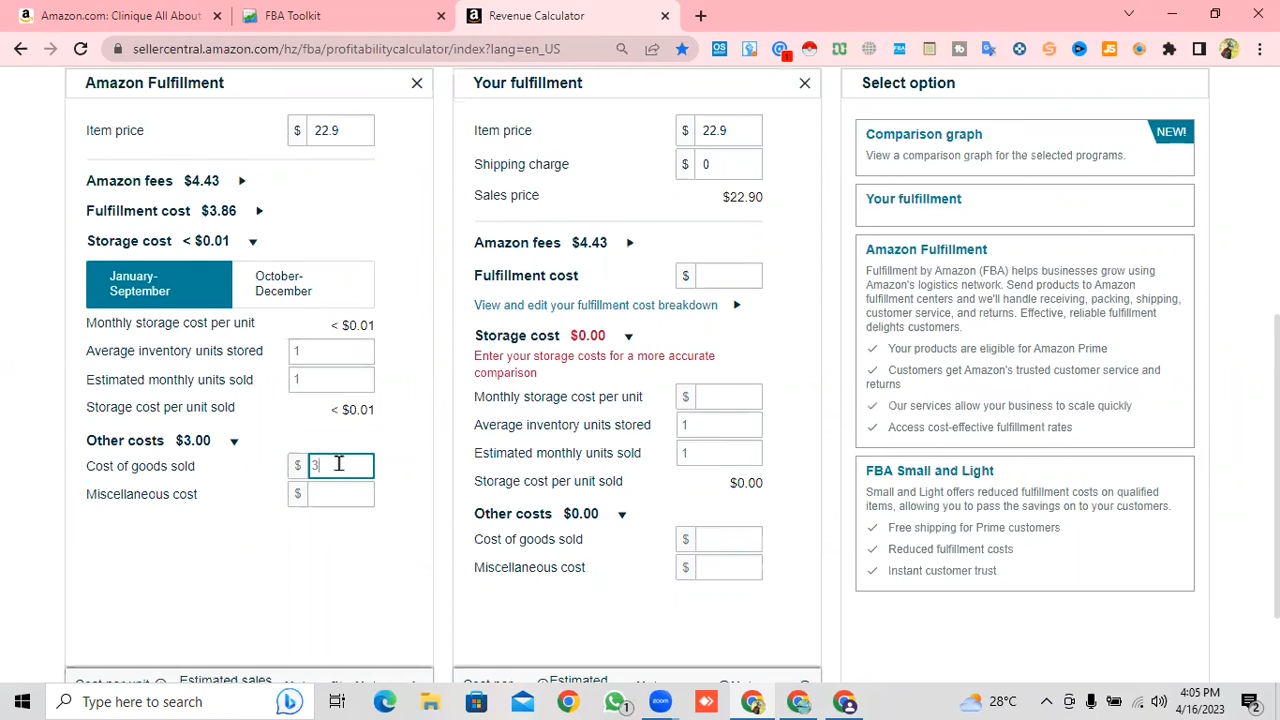 Amazon.com: Clinique All About
FBA Toolkit
Revenue Calculator
sellercentral.amazon.com/hz/fba/profitabilitycalculator/index?lang=en_US
Amazon Fulfillment
Item price $ 22.9
Amazon fees $4.43
Fulfillment cost $3.86
Storage cost < $0.01
January-
September
October-
December
Monthly storage cost per unit < $0.01
Average inventory units stored 1
Estimated monthly units sold 1
Storage cost per unit sold < $0.01
Other costs $3.00
Cost of goods sold $ 3
Miscellaneous cost $
Your fulfillment
Item price $ 22.9
Shipping charge $ 0
Sales price $22.90
Amazon fees $4.43
Fulfillment cost $
View and edit your fulfillment cost breakdown
Storage cost $0.00
Enter your storage costs for a more accurate
comparison
Monthly storage cost per unit $
Average inventory units stored 1
Estimated monthly units sold 1
Storage cost per unit sold $0.00
Other costs $0.00
Cost of goods sold $
Miscellaneous cost $
Select option
Comparison graph
NEW!
View a comparison graph for the selected programs.
Your fulfillment
Amazon Fulfillment
Fulfillment by Amazon (FBA) helps businesses grow using
Amazon's logistics network. Send products to Amazon
fulfillment centers and we'll handle receiving, packing, shipping,
customer service, and returns. Effective, reliable fulfillment
delights customers.
Your products are eligible for Amazon Prime
Customers get Amazon's trusted customer service and
returns
Our services allow your business to scale quickly
Access cost-effective fulfillment rates
FBA Small and Light
Small and Light offers reduced fulfillment costs on qualified
items, allowing you to pass the savings on to your customers.
Free shipping for Prime customers
Reduced fulfillment costs
Instant customer trust
Estimated sales
Estimated
Type here to search
28°C
4:05 PM
4/16/2023